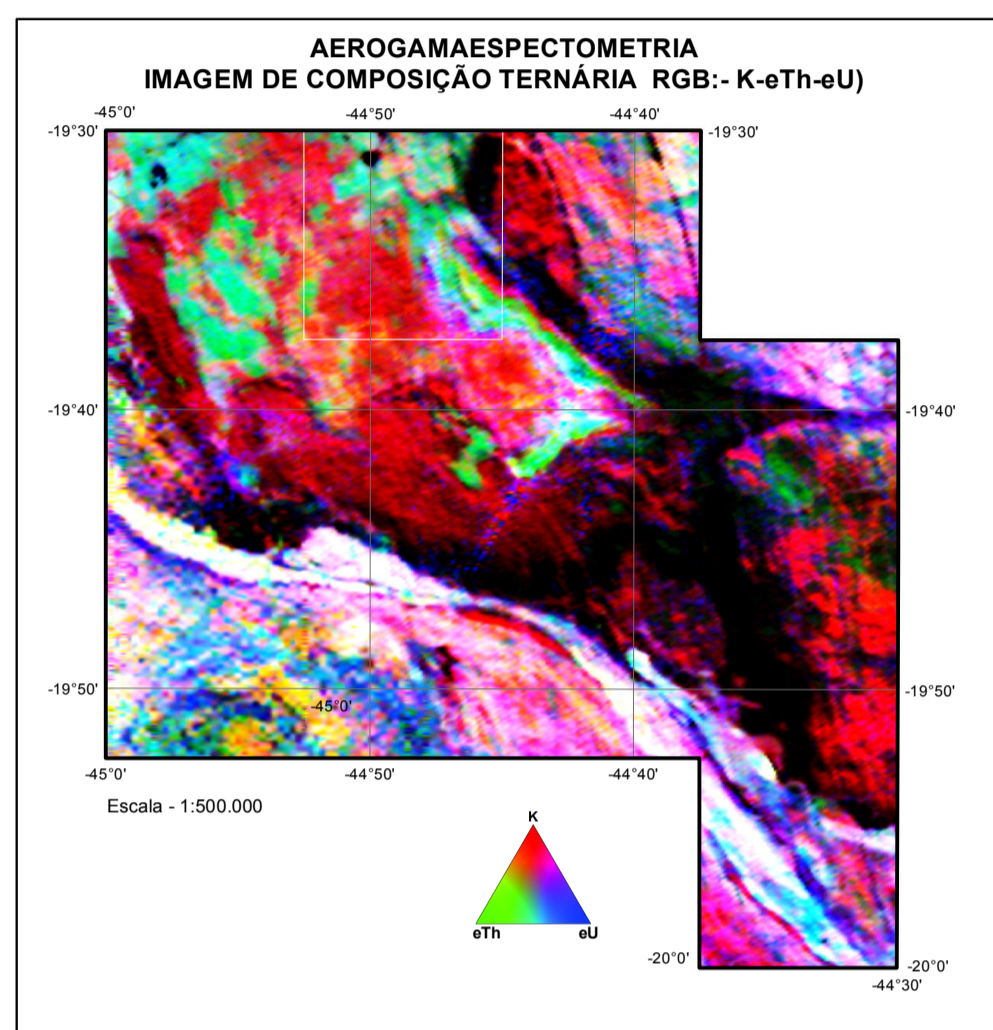 AEROGAMAESPECTOMETRIA
IMAGEM DE COMPOSIÇÃO TERNÁRIA RGB:- K-eTh-eU)
-45°0' -44°50' -44°40'
-19°30' -19°30'
-19°40' -19°40'
-19°50' -19°50'
-45°0'
-45°0' -44°50' -44°40'
Escala - 1:500.000
K
eTh eU
-20°0' -20°0'
-44°30'